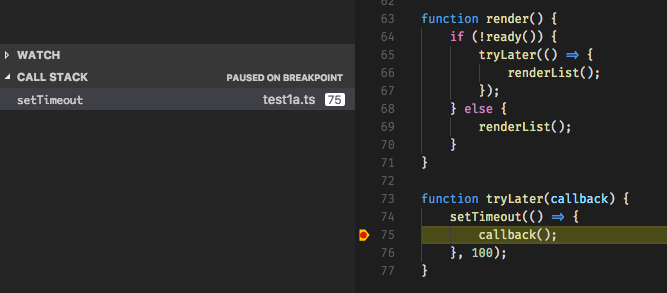 WATCH
CALL STACK PAUSED ON BREAKPOINT
setTimeout test1a.ts 75
62
63 function render() {
64 if (!ready()) {
65 tryLater(() => {
66 renderList();
67 });
68 } else {
69 renderList();
70 }
71 }
72
73 function tryLater(callback) {
74 setTimeout(() => {
75 callback();
76 }, 100);
77 }